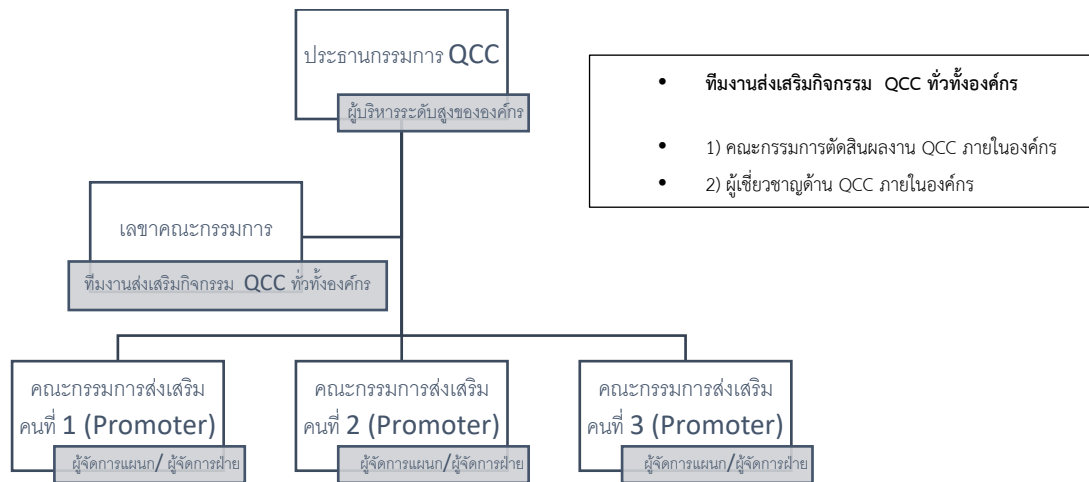 ประธานกรรมการ QCC
ผู้บริหารระดับสูงขององค์กร
• ทีมงานส่งเสริมกิจกรรม QCC ทั่วทั้งองค์กร
• 1) คณะกรรมการตัดสินผลงาน QCC ภายในองค์กร
• 2) ผู้เชี่ยวชาญด้าน QCC ภายในองค์กร
เลขาคณะกรรมการ
ทีมงานส่งเสริมกิจกรรม QCC ทั่วทั้งองค์กร
คณะกรรมการส่งเสริม
คนที่ 1 (Promoter)
ผู้จัดการแผนก/ ผู้จัดการฝ่าย
คณะกรรมการส่งเสริม
คนที่ 2 (Promoter)
ผู้จัดการแผนก/ผู้จัดการฝ่าย
คณะกรรมการส่งเสริม
คนที่ 3 (Promoter)
ผู้จัดการแผนก/ผู้จัดการฝ่าย